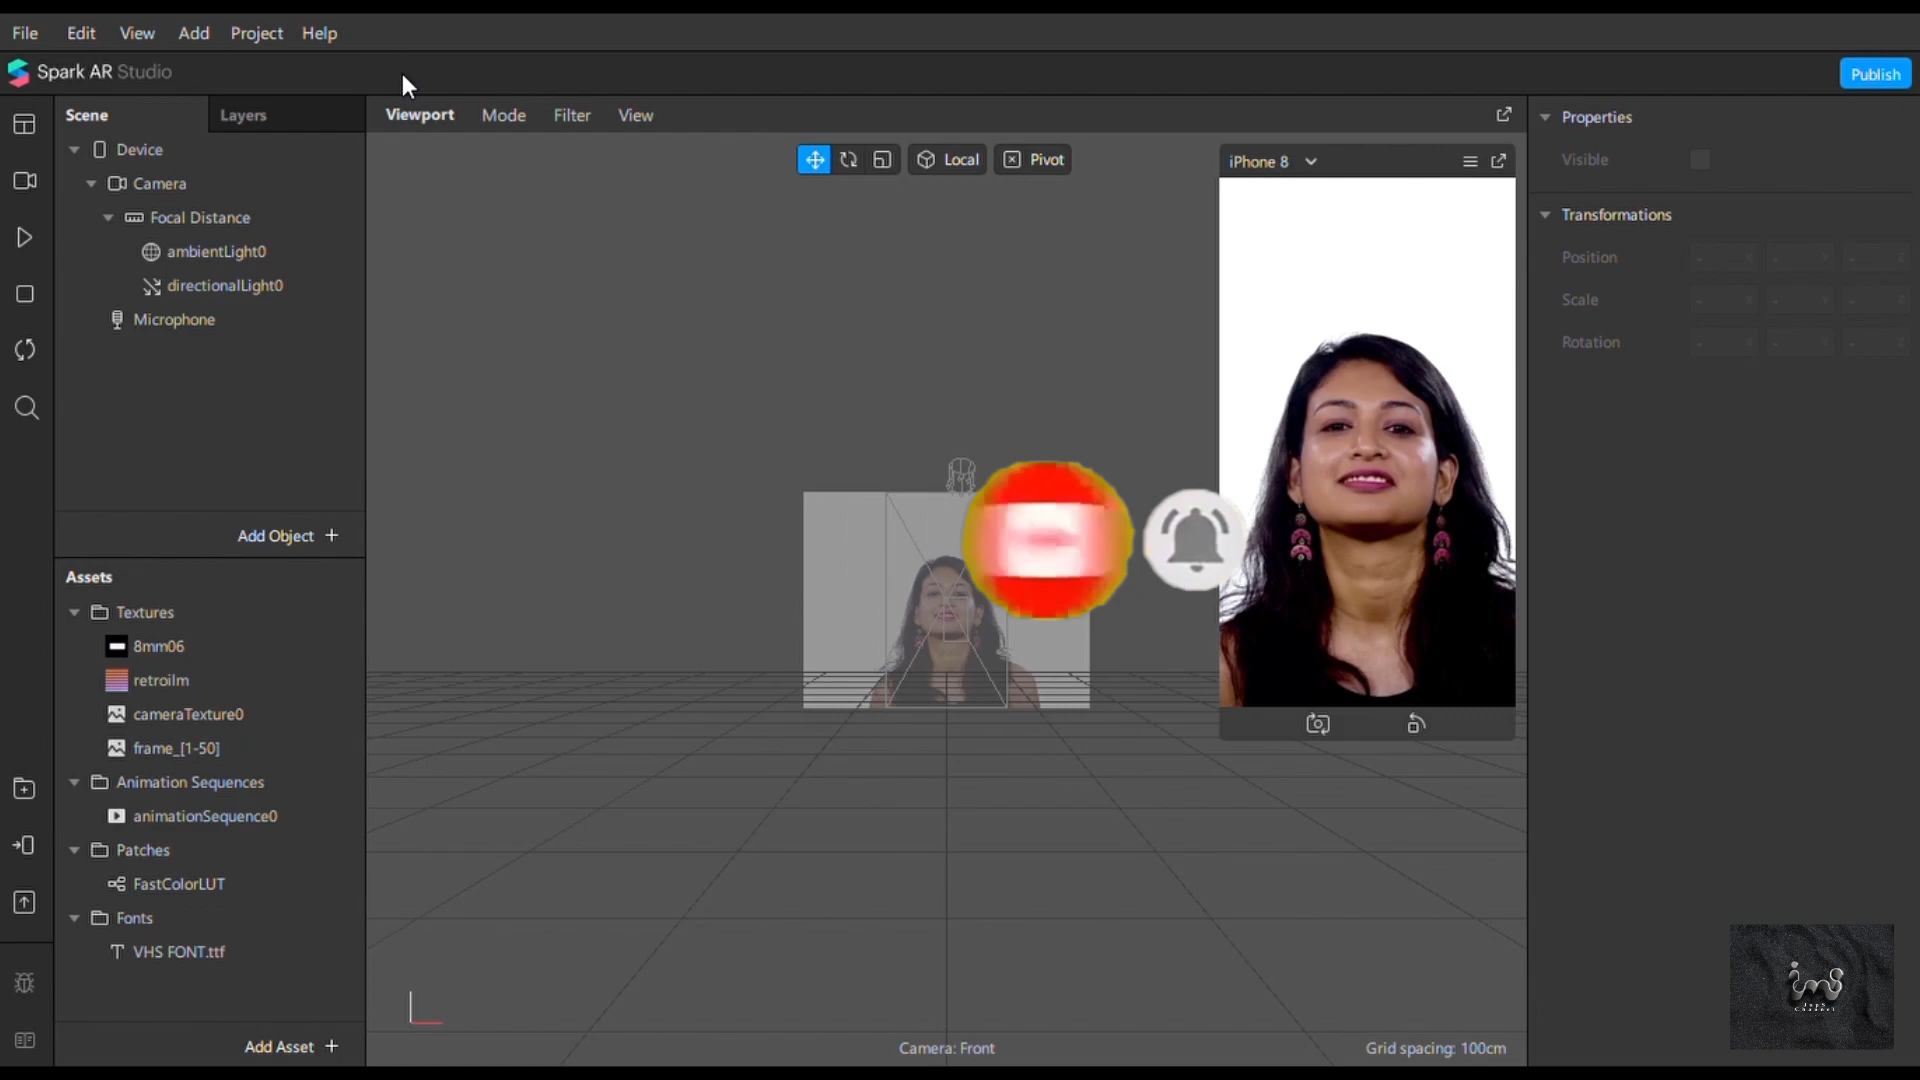 File Edit View Add Project Help
Spark AR Studio
Publish
Scene Layers
Viewport Mode Filter View
Properties
Device
Local Pivot
iPhone 8
Visible
Camera
Focal Distance
Transformations
ambientLight0
Position X Y Z
directionalLight0
Scale X Y Z
Microphone
Rotation X Y Z
Add Object +
Assets
Textures
8mm06
retroilm
cameraTexture0
frame_[1-50]
Animation Sequences
animationSequence0
Patches
FastColorLUT
Fonts
VHS FONT.ttf
Add Asset +
Camera: Front
Grid spacing: 100cm